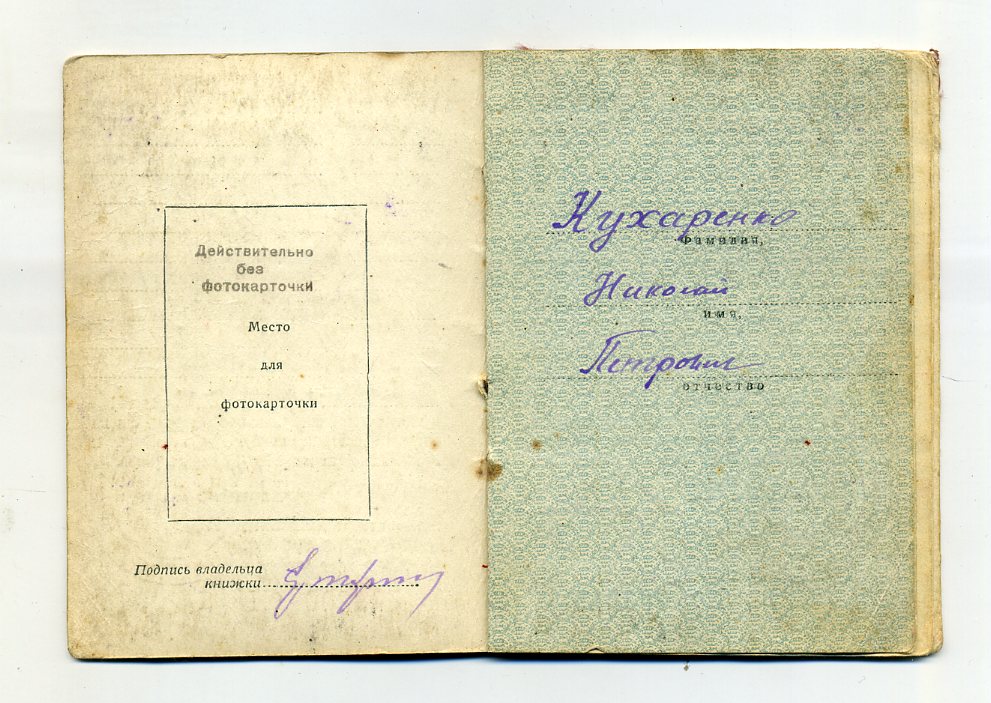 Действительно
без
фотокарточки
Место
для
фотокарточки
Подпись владельца
книжки
Кухаренко
фамилия,
Николай
имя,
Петрович
отчество